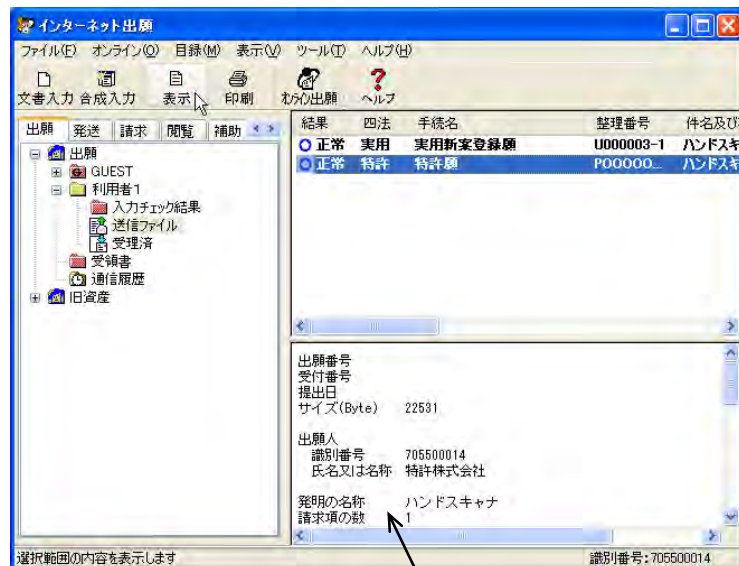 インターネット出願
ファイル(F) オンライン(O) 目録(M) 表示(V) ツール(T) ヘルプ(H)
文書入力 合成入力 表示 印刷 オンライン出願 ヘルプ
出願 発送 請求 閲覧 補助
出願
GUEST
利用者1
入力チェック結果
送信ファイル
受理済
受領書
通信履歴
旧資産
結果 四法 手続名 整理番号 件名及び
正常 実用 実用新案登録願 U000003-1 ハンドスキ
正常 特許 特許願 P00000... ハンドスキ
出願番号
受付番号
提出日
サイズ(Byte) 22531
出願人
識別番号 705500014
氏名又は名称 特許株式会社
発明の名称 ハンドスキャナ
請求項の数 1
選択範囲の内容を表示します 識別番号:705500014